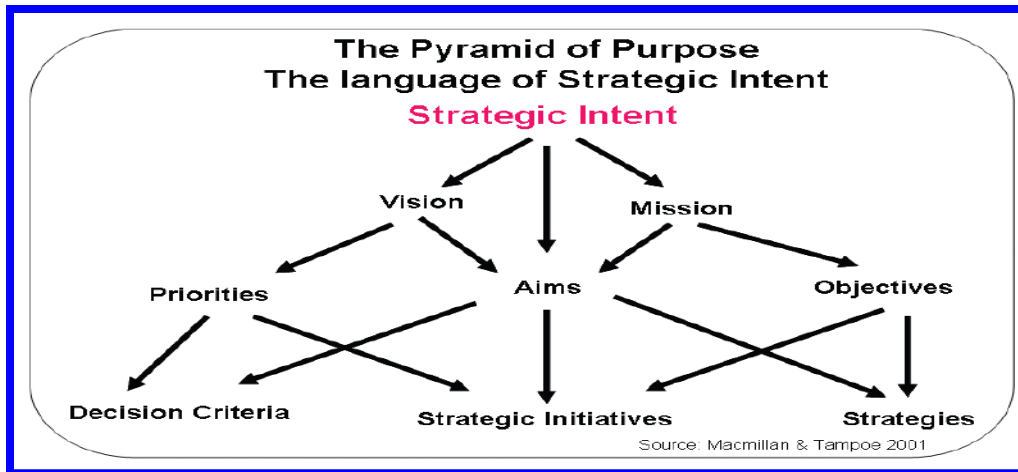 The Pyramid of Purpose
The language of Strategic Intent
Strategic Intent
Vision
Mission
Priorities
Aims
Objectives
Decision Criteria
Strategic Initiatives
Strategies
Source: Macmillan & Tampoe 2001